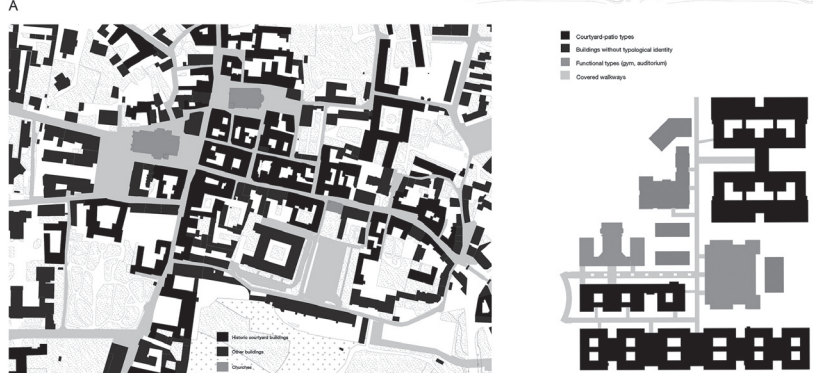 A
Courtyard-patio types
Buildings without typological identity
Functional types (gym, auditorium)
Covered walkways
Historic courtyard buildings
Other buildings
Churches